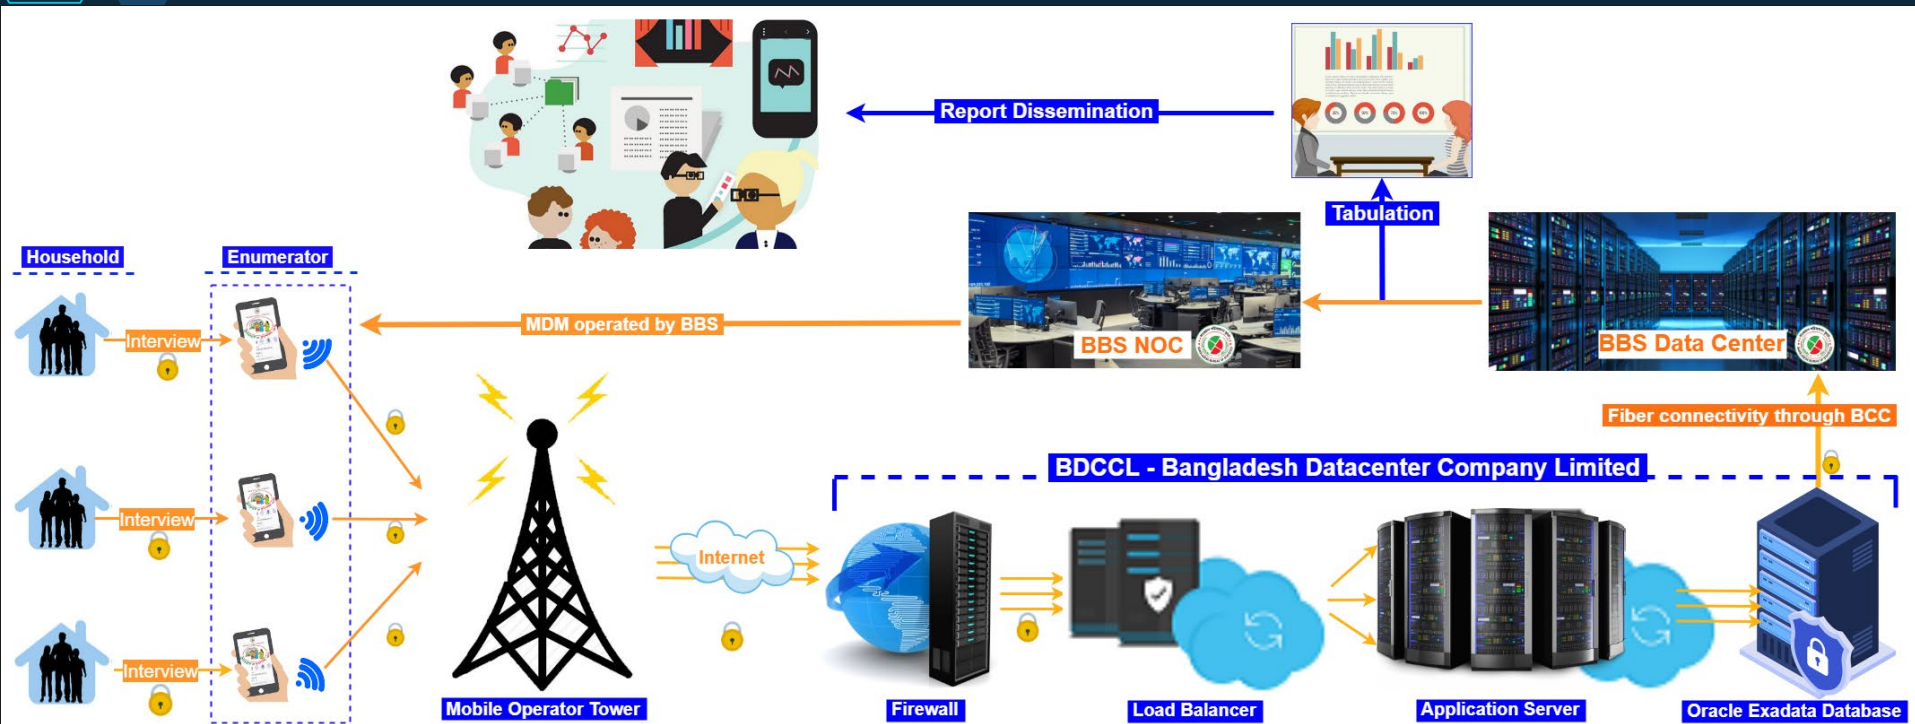 Report Dissemination
Tabulation
Household
Enumerator
Interview
MDM operated by BBS
BBS NOC
BBS Data Center
Fiber connectivity through BCC
BDCCL - Bangladesh Datacenter Company Limited
Interview
Internet
Interview
Mobile Operator Tower
Firewall
Load Balancer
Application Server
Oracle Exadata Database